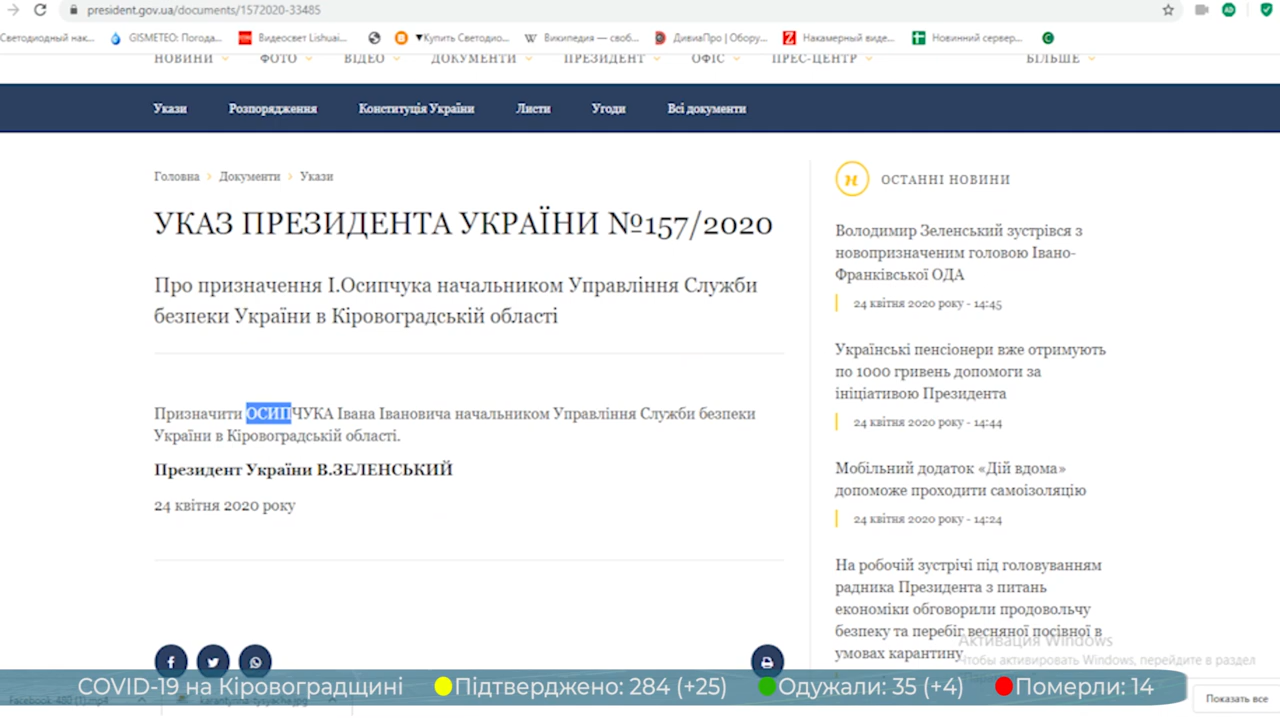 president.gov.ua/documents/1572020-33485
Светодиодный нак...
GISMETEO: Погода...
Видеосвет Lishuai...
▼Купить Светодио...
Википедия — своб...
ДивиаПро | Обору...
Накамерный виде...
Новинний сервер...
НОВИНИ
ФОТО
ВІДЕО
ДОКУМЕНТИ
ПРЕЗИДЕНТ
ОФІС
ПРЕС-ЦЕНТР
БІЛЬШЕ
Укази
Розпорядження
Конституція України
Листи
Угоди
Всі документи
Головна > Документи > Укази
УКАЗ ПРЕЗИДЕНТА УКРАЇНИ №157/2020
Про призначення І.Осипчука начальником Управління Служби
безпеки України в Кіровоградській області
Призначити ОСИПЧУКА Івана Івановича начальником Управління Служби безпеки
України в Кіровоградській області.
Президент України В.ЗЕЛЕНСЬКИЙ
24 квітня 2020 року
ОСТАННІ НОВИНИ
Володимир Зеленський зустрівся з
новопризначеним головою Івано-
Франківської ОДА
24 квітня 2020 року - 14:45
Українські пенсіонери вже отримують
по 1000 гривень допомоги за
ініціативою Президента
24 квітня 2020 року - 14:44
Мобільний додаток «Дій вдома»
допоможе проходити самоізоляцію
24 квітня 2020 року - 14:24
На робочій зустрічі під головуванням
радника Президента з питань
економіки обговорили продовольчу
безпеку та перебіг весняної посівної в
умовах карантину
Активация Windows
Чтобы активировать Windows, перейдите в раздел
COVID-19 на Кіровоградщині
Підтверджено: 284 (+25)
Одужали: 35 (+4)
Померли: 14
Показать все